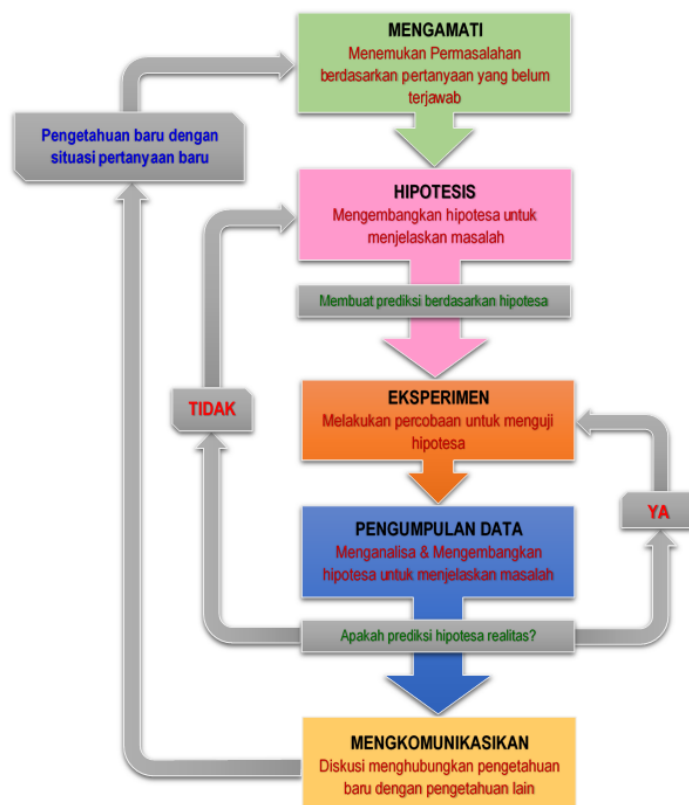 MENGAMATI
Menemukan Permasalahan
berdasarkan pertanyaan yang belum
terjawab
Pengetahuan baru dengan
situasi pertanyaan baru
HIPOTESIS
Mengembangkan hipotesa untuk
menjelaskan masalah
Membuat prediksi berdasarkan hipotesa
TIDAK
EKSPERIMEN
Melakukan percobaan untuk menguji
hipotesa
YA
PENGUMPULAN DATA
Menganalisa & Mengembangkan
hipotesa untuk menjelaskan masalah
Apakah prediksi hipotesa realitas?
MENGKOMUNIKASIKAN
Diskusi menghubungkan pengetahuan
baru dengan pengetahuan lain